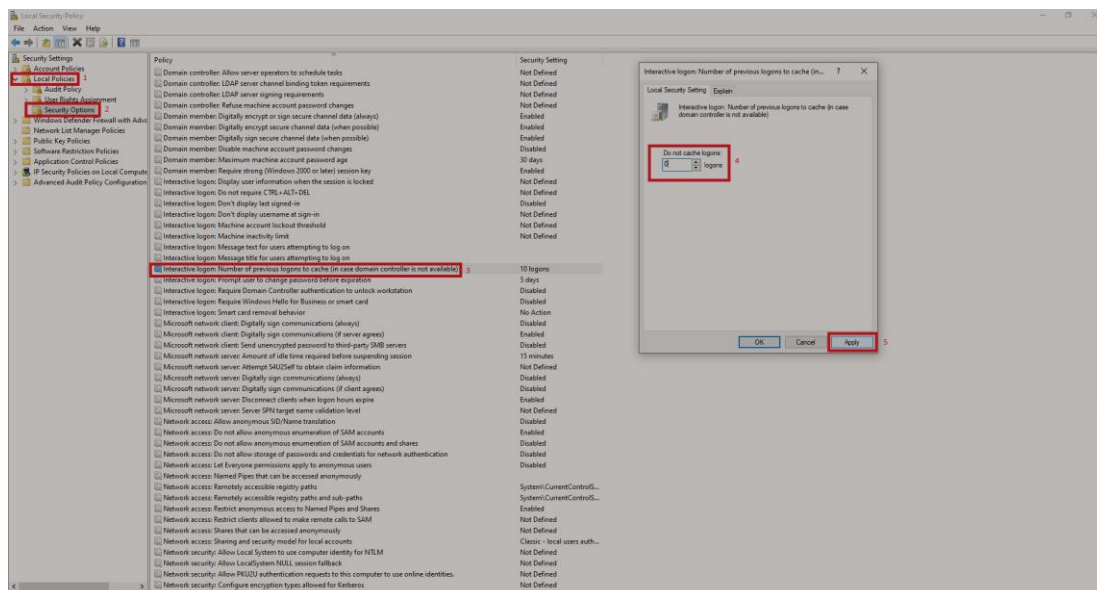 Local Security Policy
File Action View Help
Security Settings
Account Policies
Local Policies 1
Audit Policy
User Rights Assignment
Security Options 2
Windows Defender Firewall with Adva
Network List Manager Policies
Public Key Policies
Software Restriction Policies
Application Control Policies
IP Security Policies on Local Compute
Advanced Audit Policy Configuration
Policy Security Setting
Domain controller: Allow server operators to schedule tasks Not Defined
Domain controller: LDAP server channel binding token requirements Not Defined
Domain controller: LDAP server signing requirements Not Defined
Domain controller: Refuse machine account password changes Not Defined
Domain member: Digitally encrypt or sign secure channel data (always) Enabled
Domain member: Digitally encrypt secure channel data (when possible) Enabled
Domain member: Digitally sign secure channel data (when possible) Enabled
Domain member: Disable machine account password changes Disabled
Domain member: Maximum machine account password age 30 days
Domain member: Require strong (Windows 2000 or later) session key Enabled
Interactive logon: Display user information when the session is locked Not Defined
Interactive logon: Do not require CTRL+ALT+DEL Not Defined
Interactive logon: Don't display last signed-in Disabled
Interactive logon: Don't display username at sign-in Not Defined
Interactive logon: Machine account lockout threshold Not Defined
Interactive logon: Machine inactivity limit Not Defined
Interactive logon: Message text for users attempting to log on
Interactive logon: Message title for users attempting to log on
Interactive logon: Number of previous logons to cache (in case domain controller is not available) 3 10 logons
Interactive logon: Prompt user to change password before expiration 5 days
Interactive logon: Require Domain Controller authentication to unlock workstation Disabled
Interactive logon: Require Windows Hello for Business or smart card Disabled
Interactive logon: Smart card removal behavior No Action
Microsoft network client: Digitally sign communications (always) Disabled
Microsoft network client: Digitally sign communications (if server agrees) Enabled
Microsoft network client: Send unencrypted password to third-party SMB servers Disabled
Microsoft network server: Amount of idle time required before suspending session 15 minutes
Microsoft network server: Attempt S4U2Self to obtain claim information Not Defined
Microsoft network server: Digitally sign communications (always) Disabled
Microsoft network server: Digitally sign communications (if client agrees) Disabled
Microsoft network server: Disconnect clients when logon hours expire Enabled
Microsoft network server: Server SPN target name validation level Not Defined
Network access: Allow anonymous SID/Name translation Disabled
Network access: Do not allow anonymous enumeration of SAM accounts Enabled
Network access: Do not allow anonymous enumeration of SAM accounts and shares Disabled
Network access: Do not allow storage of passwords and credentials for network authentication Disabled
Network access: Let Everyone permissions apply to anonymous users Disabled
Network access: Named Pipes that can be accessed anonymously
Network access: Remotely accessible registry paths System\CurrentControlS...
Network access: Remotely accessible registry paths and sub-paths System\CurrentControlS...
Network access: Restrict anonymous access to Named Pipes and Shares Enabled
Network access: Restrict clients allowed to make remote calls to SAM Not Defined
Network access: Shares that can be accessed anonymously Not Defined
Network access: Sharing and security model for local accounts Classic - local users auth...
Network security: Allow Local System to use computer identity for NTLM Not Defined
Network security: Allow LocalSystem NULL session fallback Not Defined
Network security: Allow PKU2U authentication requests to this computer to use online identities. Not Defined
Network security: Configure encryption types allowed for Kerberos Not Defined
Interactive logon: Number of previous logons to cache (in... ? X
Local Security Setting Explain
Interactive logon: Number of previous logons to cache (in case
domain controller is not available)
Do not cache logons:
0 logons 4
OK Cancel Apply 5